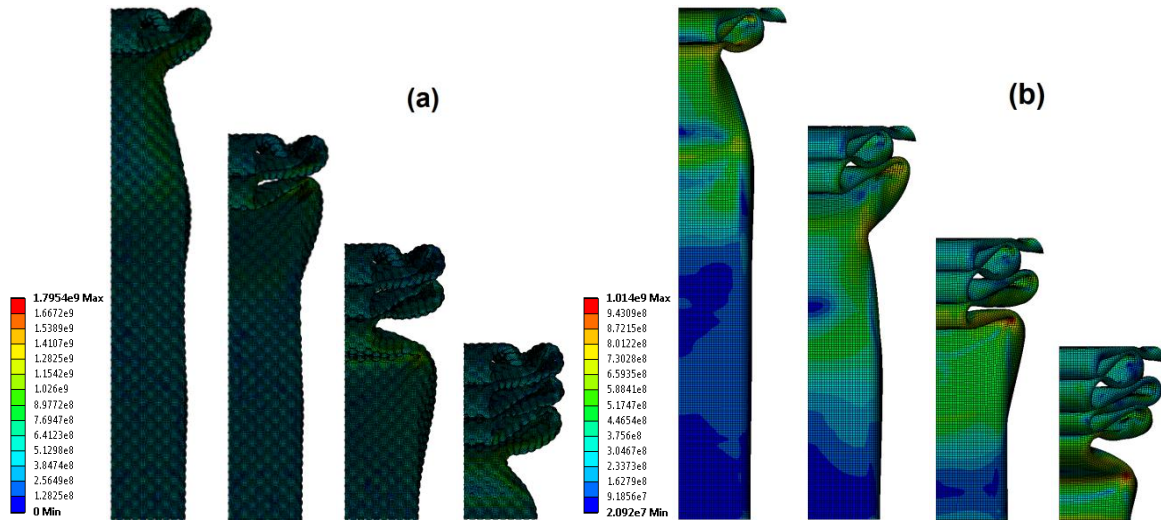 (a)
1.7954e9 Max
1.6672e9
1.5389e9
1.4107e9
1.2825e9
1.1542e9
1.026e9
8.9772e8
7.6947e8
6.4123e8
5.1298e8
3.8474e8
2.5649e8
1.2825e8
0 Min
(b)
1.014e9 Max
9.4309e8
8.7215e8
8.0122e8
7.3028e8
6.5935e8
5.8841e8
5.1747e8
4.4654e8
3.756e8
3.0467e8
2.3373e8
1.6279e8
9.1856e7
2.092e7 Min